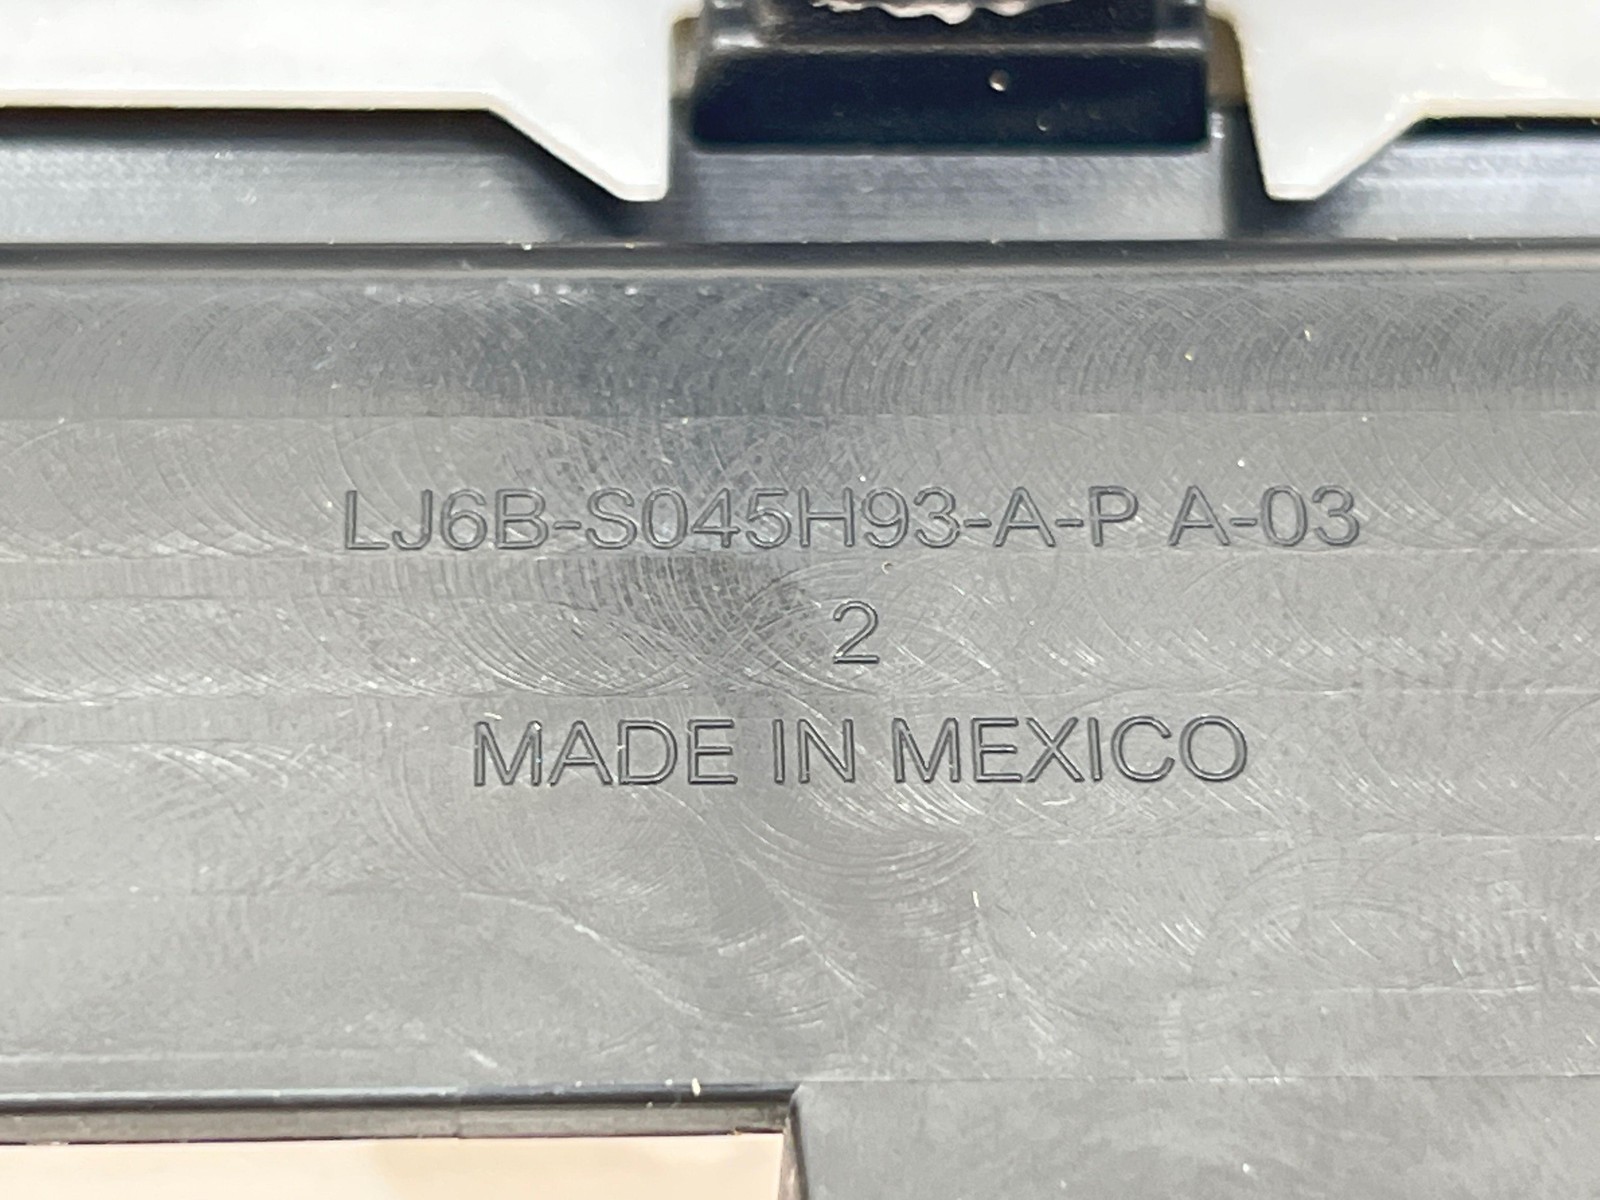 LJ6B-S045H93-A-P A-03
2
MADE IN MEXICO